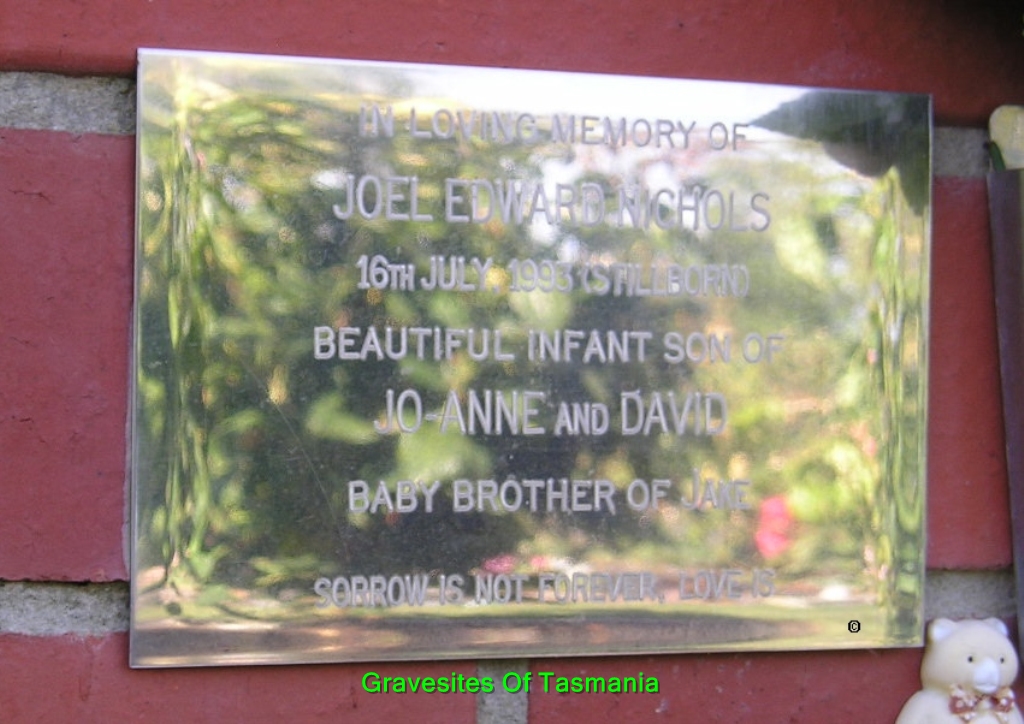 IN LOVING MEMORY OF
JOEL EDWARD NICHOLS
16TH JULY, 1993 (STILLBORN)
BEAUTIFUL INFANT SON OF
JO-ANNE AND DAVID
BABY BROTHER OF JANE
SORROW IS NOT FOREVER, LOVE IS
©
Gravesites Of Tasmania